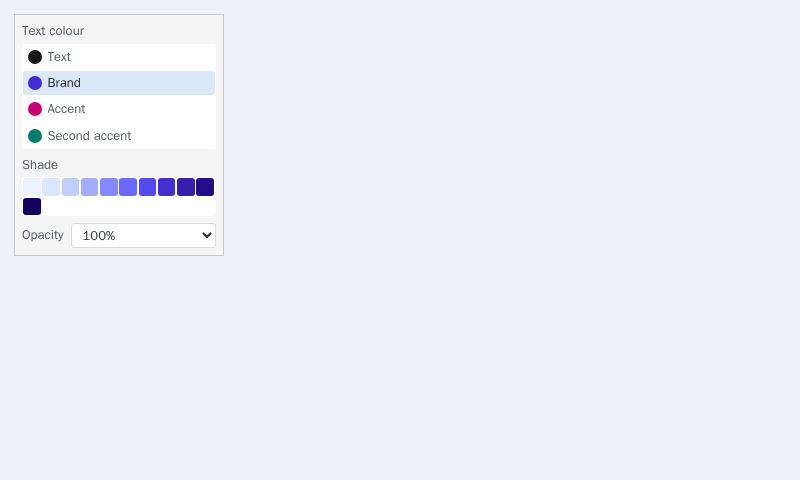 Text colour
Text
Brand
Accent
Second accent
Shade
Opacity 100%